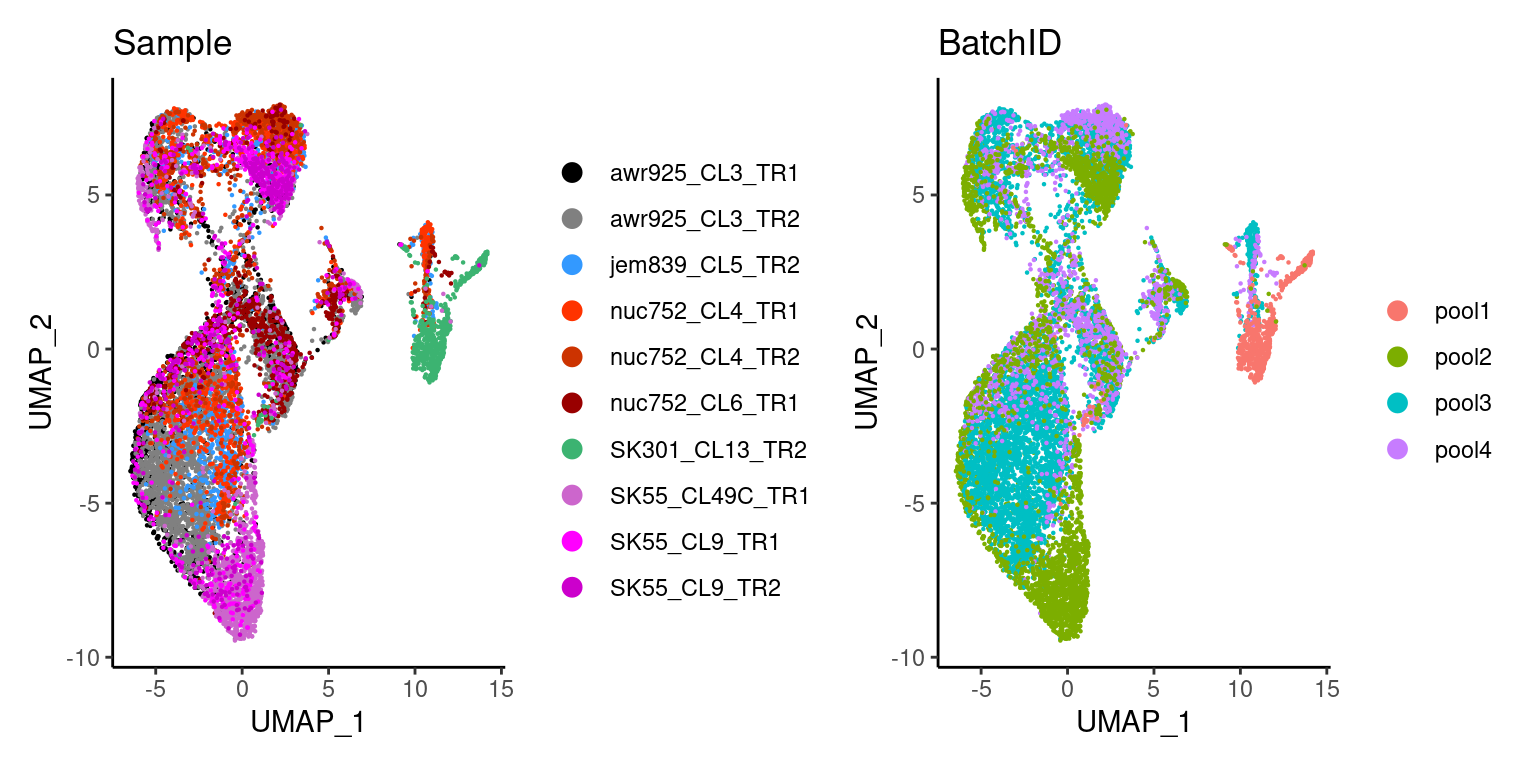 Sample
UMAP_2
5
0
-5
-10
-5
0
5
10
15
UMAP_1
awr925_CL3_TR1
awr925_CL3_TR2
jem839_CL5_TR2
nuc752_CL4_TR1
nuc752_CL4_TR2
nuc752_CL6_TR1
SK301_CL13_TR2
SK55_CL49C_TR1
SK55_CL9_TR1
SK55_CL9_TR2
BatchID
UMAP_2
5
0
-5
-10
-5
0
5
10
15
UMAP_1
pool1
pool2
pool3
pool4